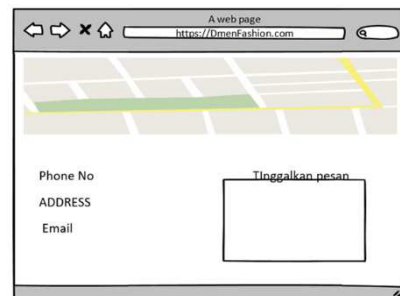 A web page
https://DmenFashion.com
Phone No
TInggalkan pesan
ADDRESS
Email